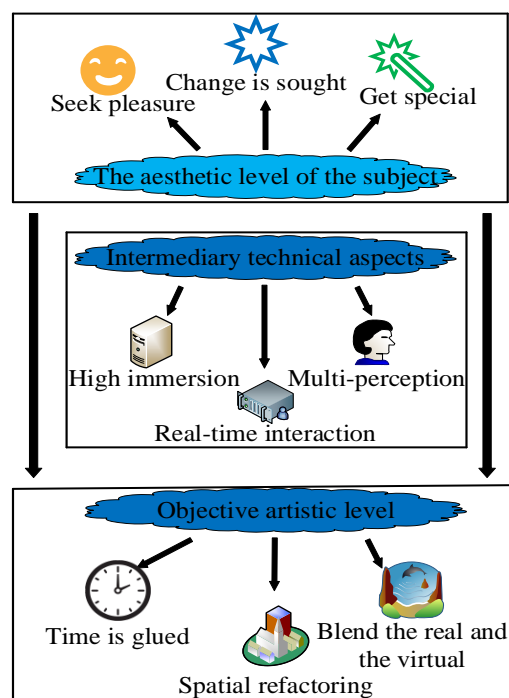 Change is sought
Seek pleasure
Get special
The aesthetic level of the subject
Intermediary technical aspects
High immersion
Multi-perception
Real-time interaction
Objective artistic level
Time is glued
Blend the real and
the virtual
Spatial refactoring